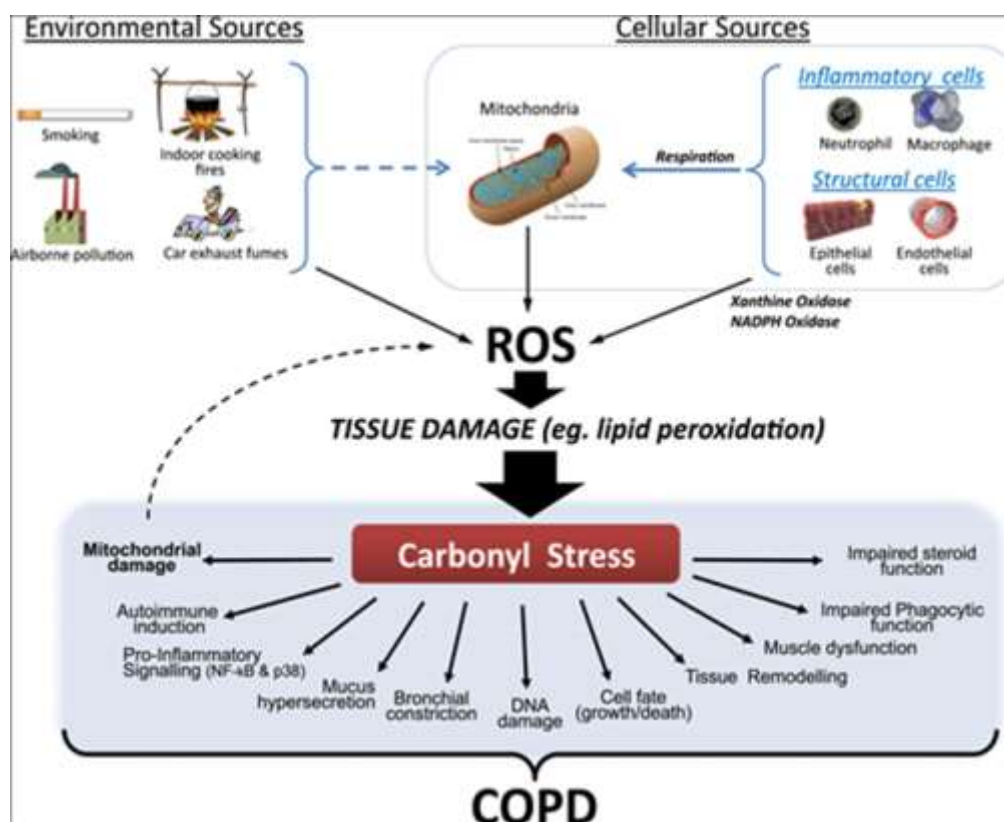 Environmental Sources
Cellular Sources
Smoking
Indoor cooking
fires
Airborne pollution
Car exhaust fumes
Mitochondria
Respiration
Inflammatory cells
Neutrophil
Macrophage
Structural cells
Epithelial
cells
Endothelial
cells
Xanthine Oxidase
NADPH Oxidase
ROS
TISSUE DAMAGE (eg. lipid peroxidation)
Carbonyl Stress
Mitochondrial
damage
Autoimmune
induction
Pro-Inflammatory
Signalling (NF-κB & p38)
Mucus
hypersecretion
Bronchial
constriction
DNA
damage
Cell fate
(growth/death)
Tissue Remodelling
Muscle dysfunction
Impaired Phagocytic
function
Impaired steroid
function
COPD